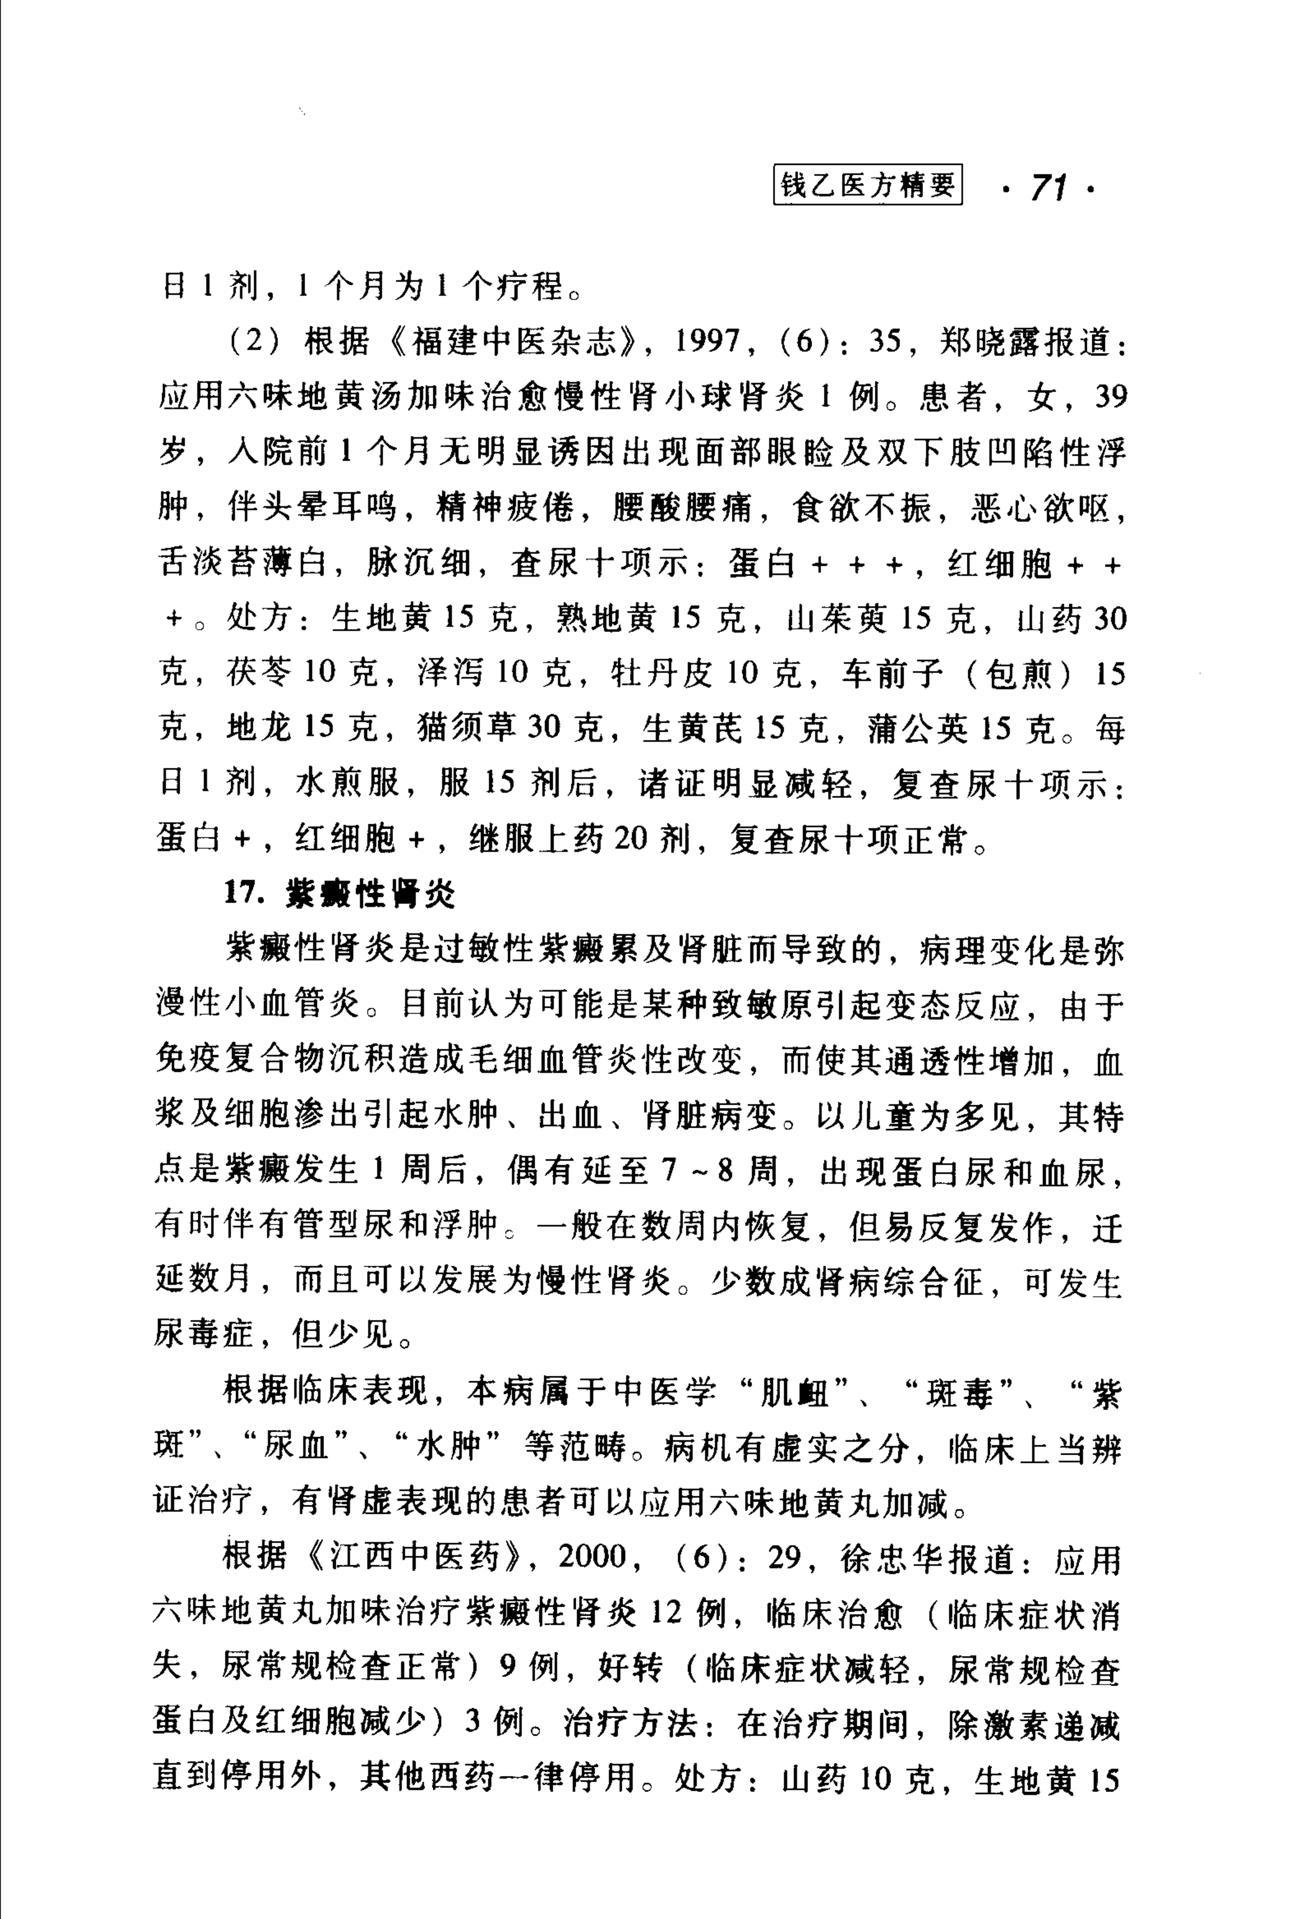 钱乙医方精要 · 71 ·
日 1 剂，1 个月为 1 个疗程。
（2）根据《福建中医杂志》，1997，（6）：35，郑晓露报道：
应用六味地黄汤加味治愈慢性肾小球肾炎 1 例。患者，女，39
岁，入院前 1 个月无明显诱因出现面部眼睑及双下肢凹陷性浮
肿，伴头晕耳鸣，精神疲倦，腰酸腰痛，食欲不振，恶心欲呕，
舌淡苔薄白，脉沉细，查尿十项示：蛋白 + + +，红细胞 + +
+。处方：生地黄 15 克，熟地黄 15 克，山茱萸 15 克，山药 30
克，茯苓 10 克，泽泻 10 克，牡丹皮 10 克，车前子（包煎）15
克，地龙 15 克，猫须草 30 克，生黄芪 15 克，蒲公英 15 克。每
日 1 剂，水煎服，服 15 剂后，诸证明显减轻，复查尿十项示：
蛋白 +，红细胞 +，继服上药 20 剂，复查尿十项正常。
17. 紫癜性肾炎
紫癜性肾炎是过敏性紫癜累及肾脏而导致的，病理变化是弥
漫性小血管炎。目前认为可能是某种致敏原引起变态反应，由于
免疫复合物沉积造成毛细血管炎性改变，而使其通透性增加，血
浆及细胞渗出引起水肿、出血、肾脏病变。以儿童为多见，其特
点是紫癜发生 1 周后，偶有延至 7 ~ 8 周，出现蛋白尿和血尿，
有时伴有管型尿和浮肿。一般在数周内恢复，但易反复发作，迁
延数月，而且可以发展为慢性肾炎。少数成肾病综合征，可发生
尿毒症，但少见。
根据临床表现，本病属于中医学“肌衄”、“斑毒”、“紫
斑”、“尿血”、“水肿”等范畴。病机有虚实之分，临床上当辨
证治疗，有肾虚表现的患者可以应用六味地黄丸加减。
根据《江西中医药》，2000，（6）：29，徐忠华报道：应用
六味地黄丸加味治疗紫癜性肾炎 12 例，临床治愈（临床症状消
失，尿常规检查正常）9 例，好转（临床症状减轻，尿常规检查
蛋白及红细胞减少）3 例。治疗方法：在治疗期间，除激素递减
直到停用外，其他西药一律停用。处方：山药 10 克，生地黄 15